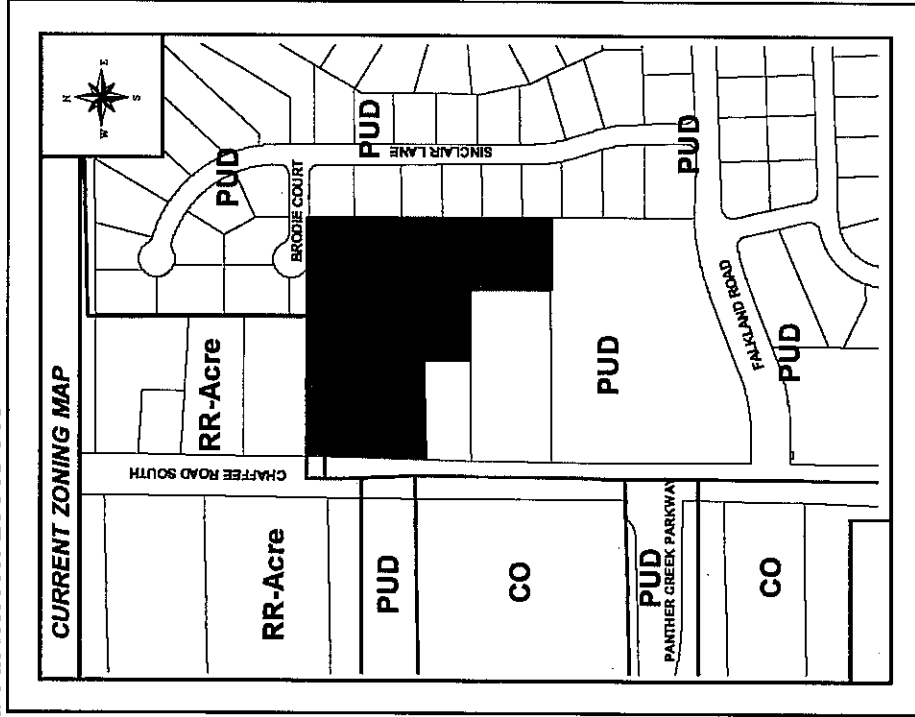 CURRENT ZONING MAP
N
W
E
S
PUD
PUD
SINCLAIR LANE
BRODIE COURT
RR-Acre
CHAFFEE ROAD SOUTH
RR-Acre
PUD
PUD
FALKLAND ROAD
PUD
PUD
CO
PUD
PANTHER CREEK PARKWAY
CO